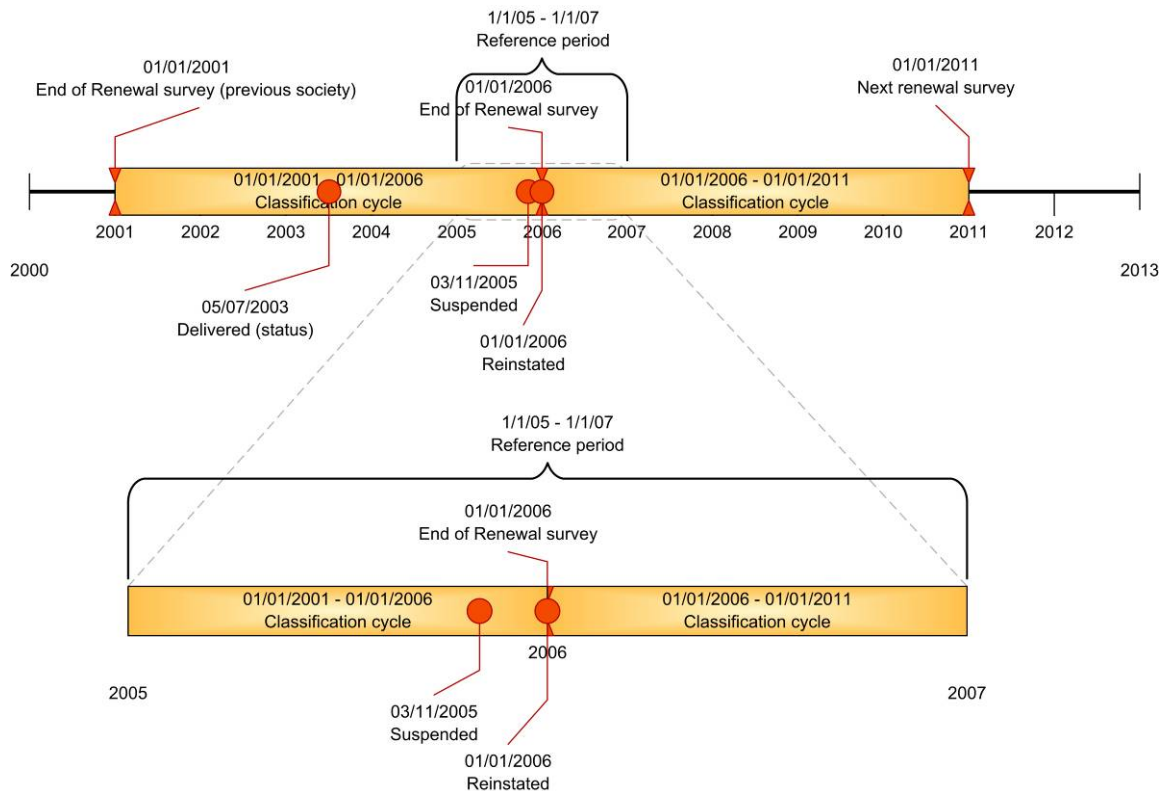 1/1/05 - 1/1/07
Reference period
01/01/2001
End of Renewal survey (previous society)
01/01/2006
End of Renewal survey
01/01/2011
Next renewal survey
01/01/2001 - 01/01/2006
Classification cycle
01/01/2006 - 01/01/2011
Classification cycle
2001 2002 2003 2004 2005 2006 2007 2008 2009 2010 2011 2012
2000 2013
05/07/2003
Delivered (status)
03/11/2005
Suspended
01/01/2006
Reinstated
1/1/05 - 1/1/07
Reference period
01/01/2006
End of Renewal survey
01/01/2001 - 01/01/2006
Classification cycle
01/01/2006 - 01/01/2011
Classification cycle
2006
2005 2007
03/11/2005
Suspended
01/01/2006
Reinstated